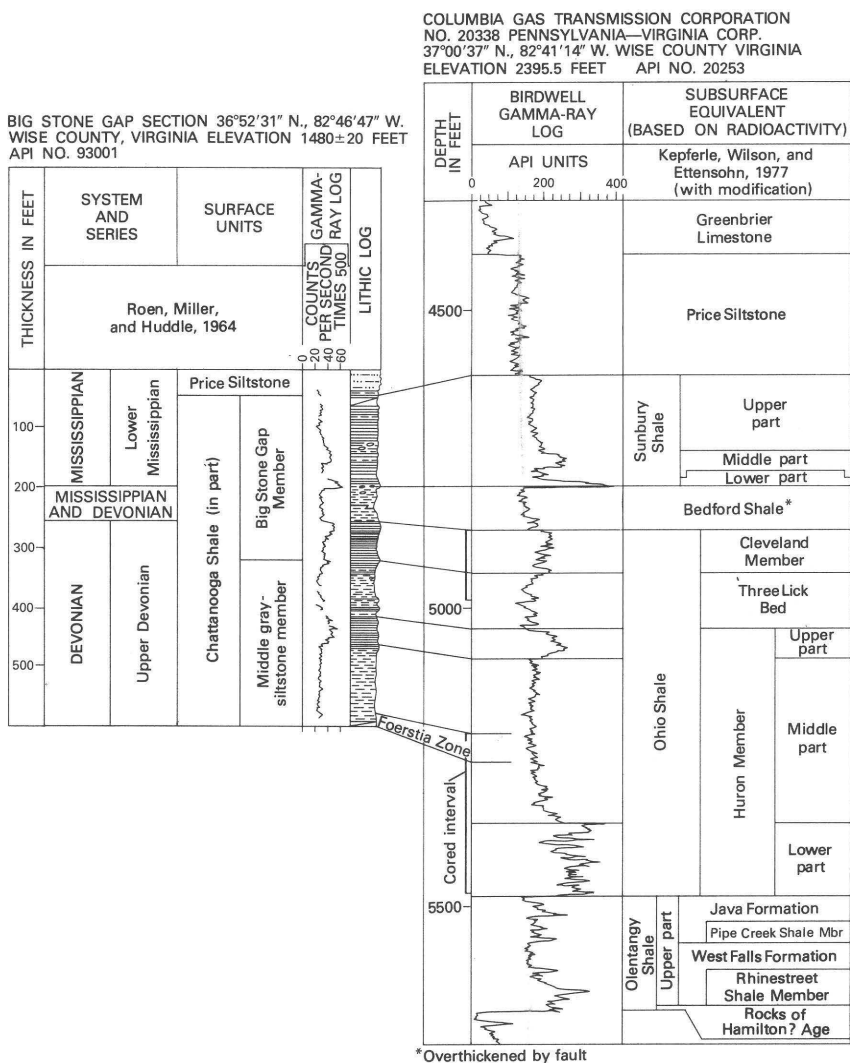 COLUMBIA GAS TRANSMISSION CORPORATION
NO. 20338 PENNSYLVANIA—VIRGINIA CORP.
37°00'37" N., 82°41'14" W. WISE COUNTY VIRGINIA
ELEVATION 2395.5 FEET API NO. 20253
BIG STONE GAP SECTION 36°52'31" N., 82°46'47" W.
WISE COUNTY, VIRGINIA ELEVATION 1480±20 FEET
API NO. 93001
THICKNESS IN FEET
SYSTEM
AND
SERIES
SURFACE
UNITS
GAMMA-
RAY LOG
COUNTS
PER SECOND
TIMES 500
LITHIC LOG
Roen, Miller,
and Huddle, 1964
0
20
40
60
100
200
300
400
500
MISSISSIPPIAN
Lower
Mississippian
MISSISSIPPIAN
AND DEVONIAN
DEVONIAN
Upper Devonian
Price Siltstone
Chattanooga Shale (in part)
Big Stone Gap
Member
Middle gray-
siltstone member
Foerstia Zone
Cored interval
DEPTH
IN FEET
BIRDWELL
GAMMA-RAY
LOG
API UNITS
0 200 400
SUBSURFACE
EQUIVALENT
(BASED ON RADIOACTIVITY)
Kepferle, Wilson, and
Ettensohn, 1977
(with modification)
4500
5000
5500
Greenbrier
Limestone
Price Siltstone
Sunbury
Shale
Upper
part
Middle part
Lower part
Bedford Shale*
Ohio Shale
Cleveland
Member
Three Lick
Bed
Huron Member
Upper
part
Middle
part
Lower
part
Olentangy
Shale
Upper part
Java Formation
Pipe Creek Shale Mbr
West Falls Formation
Rhinestreet
Shale Member
Rocks of
Hamilton? Age
*Overthickened by fault